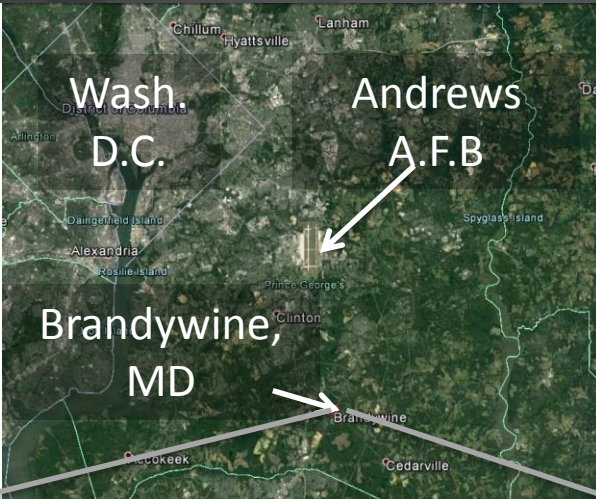 Chillum
Lanham
Hyattsville
Wash.
D.C.
Andrews
A.F.B
District of Columbia
Arlington
Daingerfield Island
Spyglass Island
Alexandria
Rosilie Island
Prince George's
Brandywine,
MD
Clinton
Brandywine
Accokeek
Cedarville